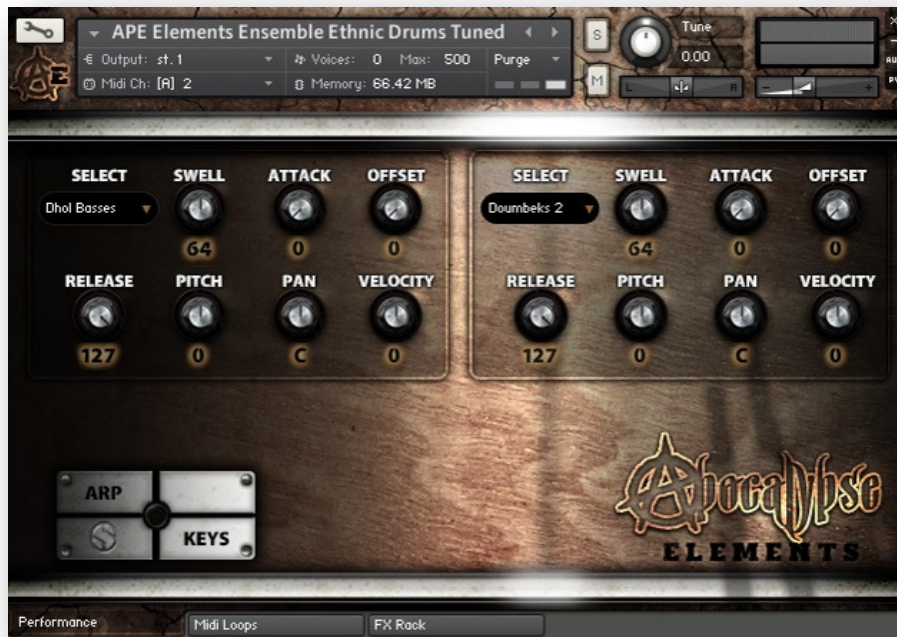 APE Elements Ensemble Ethnic Drums Tuned
Output: st. 1 Voices: 0 Max: 500 Purge
Midi Ch: [A] 2 Memory: 66.42 MB
S
M
Tune
0.00
L R
- +
AE
SELECT SWELL ATTACK OFFSET
Dhol Basses
64 0 0
RELEASE PITCH PAN VELOCITY
127 0 C 0
SELECT SWELL ATTACK OFFSET
Doumbeks 2
64 0 0
RELEASE PITCH PAN VELOCITY
127 0 C 0
ARP
S
KEYS
Apocalypse
ELEMENTS
Performance Midi Loops FX Rack